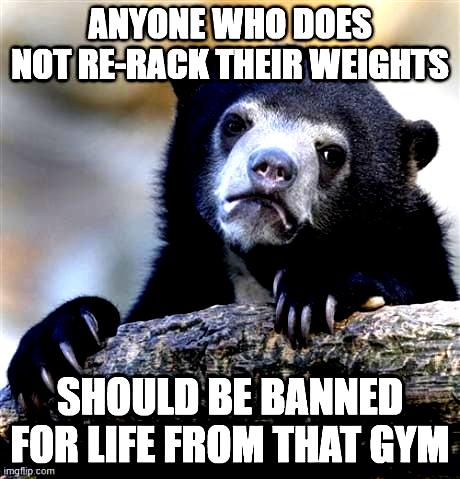 ANYONE WHO DOES
NOT RE-RACK THEIR WEIGHTS
SHOULD BE BANNED
FOR LIFE FROM THAT GYM
imgflip.com